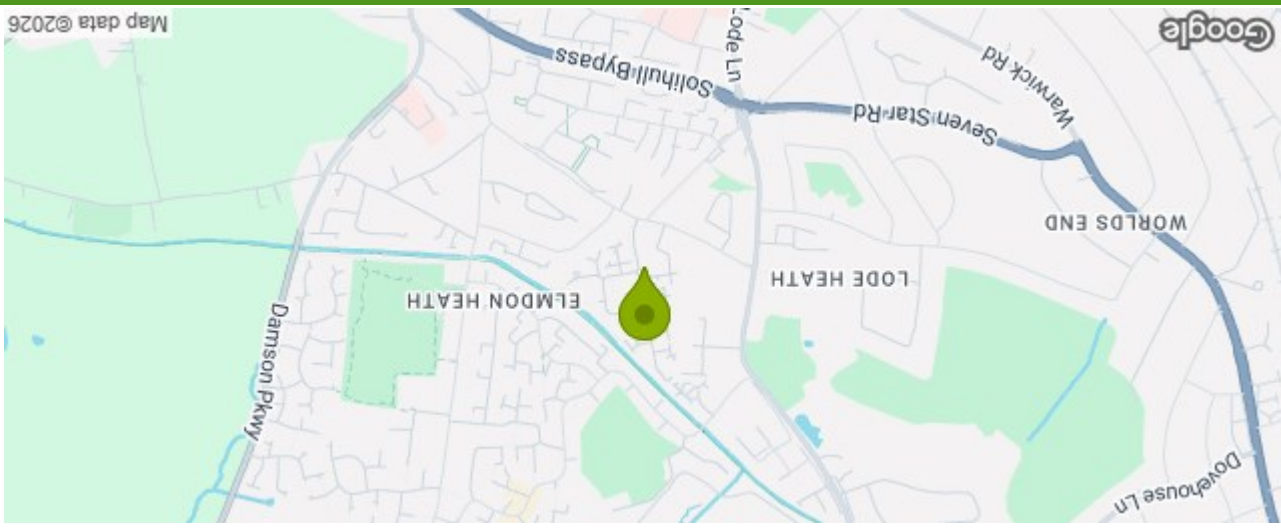 Dovehouse Ln
Damson Pkwy
ELMDON HEATH
LODE HEATH
WORLDS END
Seven Star Rd
Warwick Rd
Solihull Bypass
Lode Ln
Google
Map data ©2026